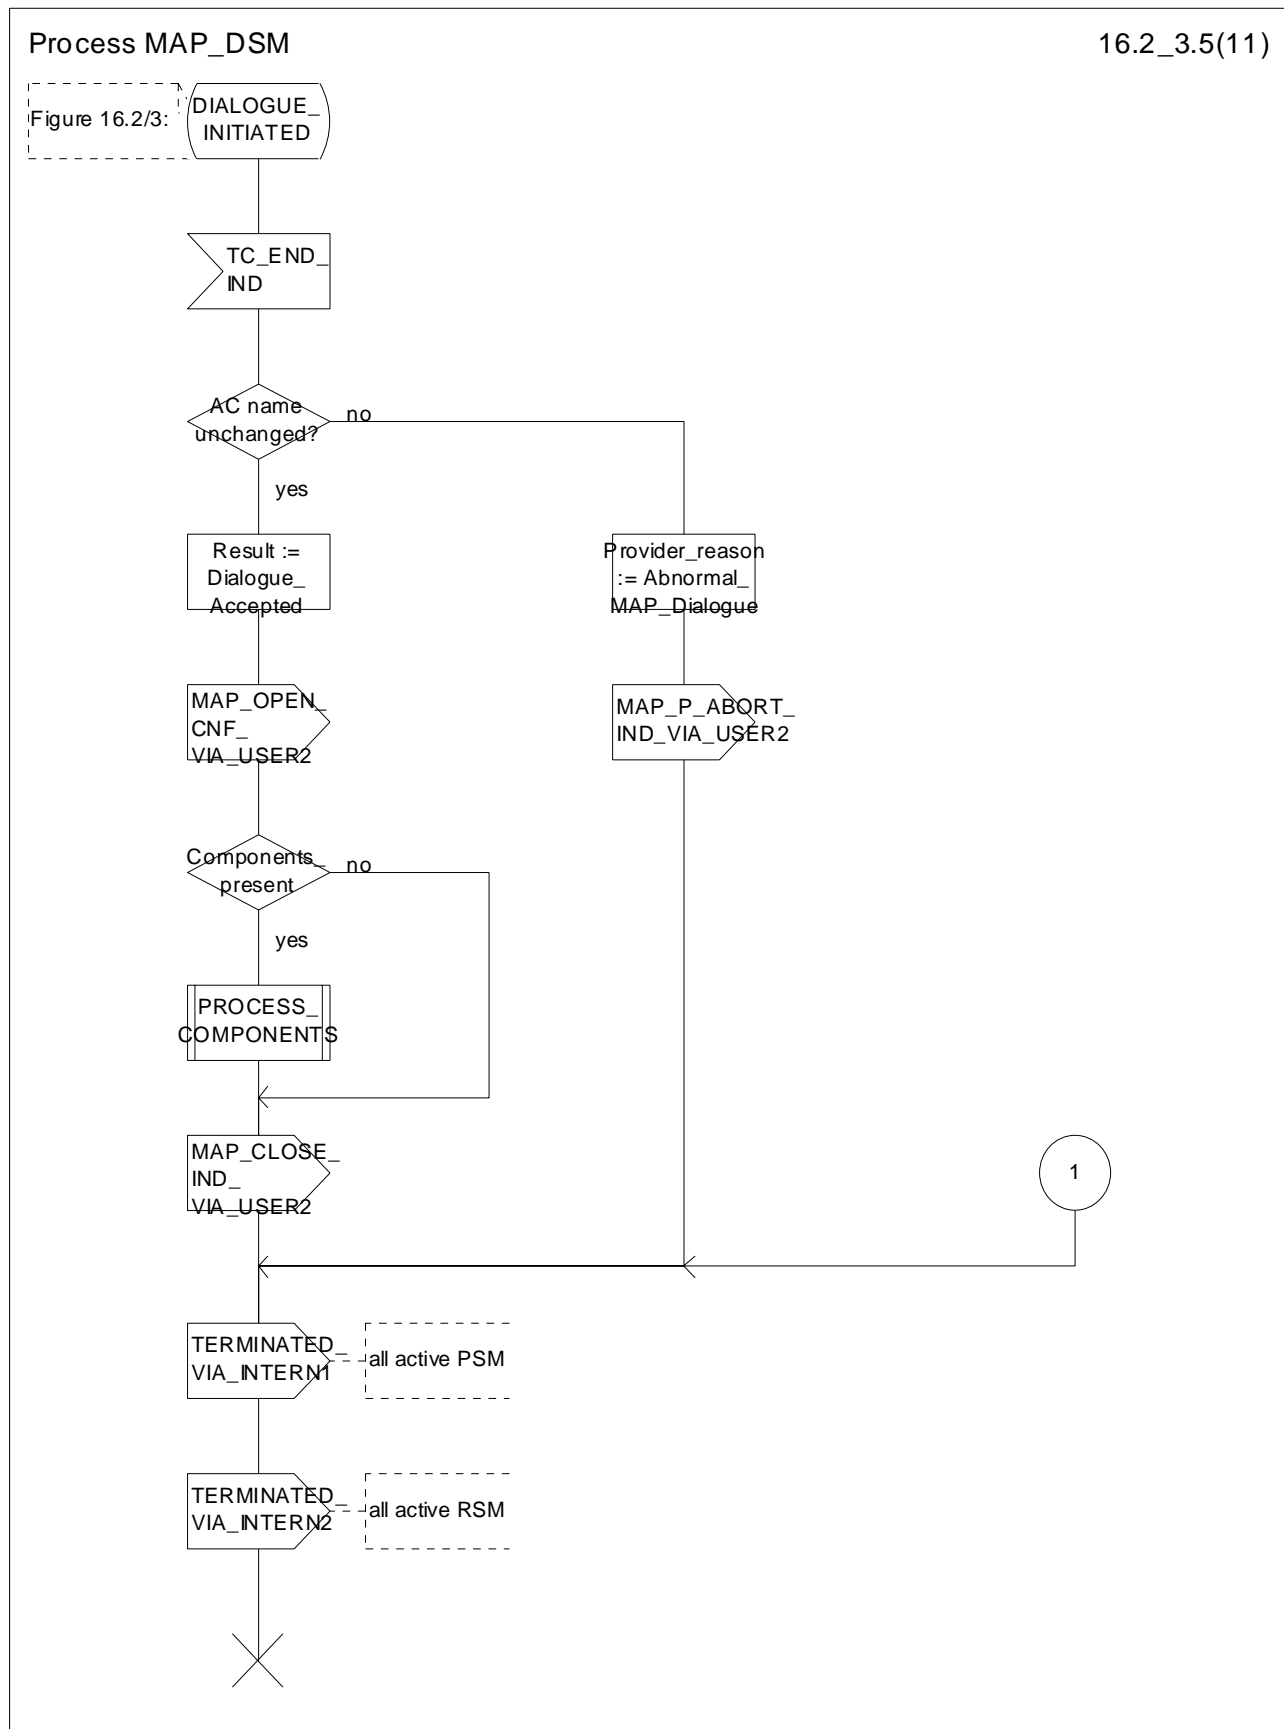 Process MAP_DSM
16.2_3.5(11)
Figure 16.2/3:
DIALOGUE_
INITIATED
TC_END_
IND
AC name
unchanged?
no
yes
Result :=
Dialogue_
Accepted
Provider_reason
:= Abnormal_
MAP_Dialogue
MAP_OPEN_
CNF_
VIA_USER2
MAP_P_ABORT_
IND_VIA_USER2
Components_
present
no
yes
PROCESS_
COMPONENTS
MAP_CLOSE_
IND_
VIA_USER2
1
TERMINATED_
VIA_INTERN1
all active PSM
TERMINATED_
VIA_INTERN2
all active RSM